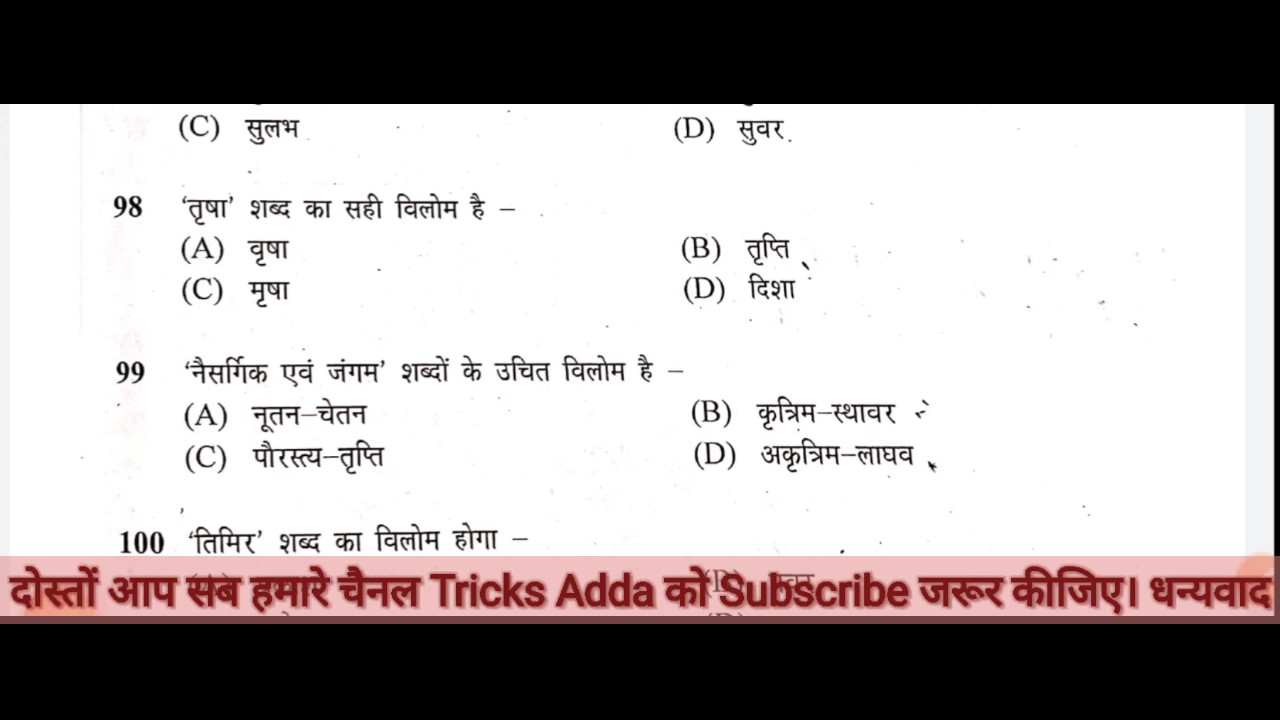 (C) सुलभ (D) सुवर
98 ‘तृषा’ शब्द का सही विलोम है –
(A) वृषा (B) तृप्ति
(C) मृषा (D) दिशा
99 ‘नैसर्गिक एवं जंगम’ शब्दों के उचित विलोम है –
(A) नूतन–चेतन (B) कृत्रिम–स्थावर
(C) पौरस्त्य–तृप्ति (D) अकृत्रिम–लाघव
100 ‘तिमिर’ शब्द का विलोम होगा –
दोस्तों आप सब हमारे चैनल Tricks Adda को Subscribe जरूर कीजिए। धन्यवाद